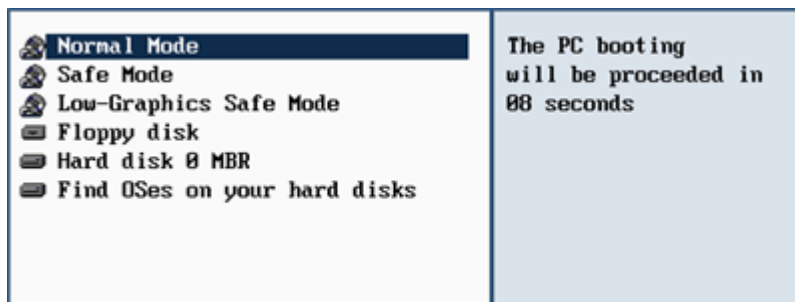 Normal Mode
Safe Mode
Low-Graphics Safe Mode
Floppy disk
Hard disk 0 MBR
Find OSes on your hard disks
The PC booting
will be proceeded in
08 seconds